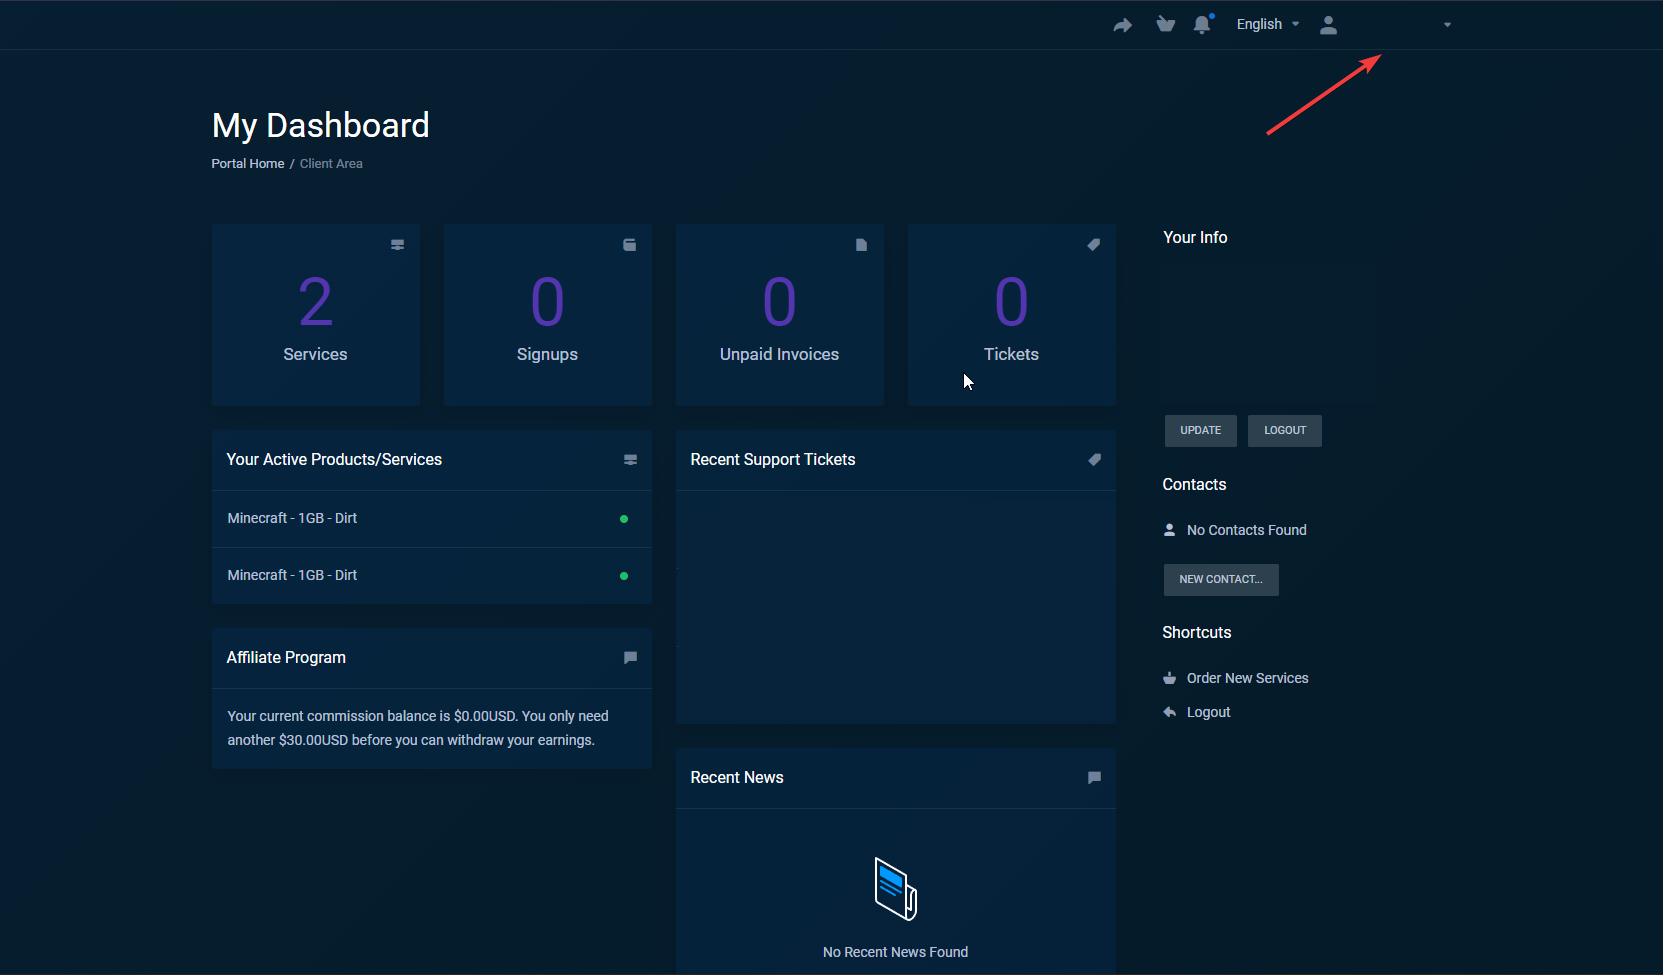 English
My Dashboard
Portal Home / Client Area
2
Services
0
Signups
0
Unpaid Invoices
0
Tickets
Your Info
UPDATE
LOGOUT
Your Active Products/Services
Minecraft - 1GB - Dirt
Minecraft - 1GB - Dirt
Recent Support Tickets
Contacts
No Contacts Found
NEW CONTACT...
Shortcuts
Order New Services
Logout
Affiliate Program
Your current commission balance is $0.00USD. You only need
another $30.00USD before you can withdraw your earnings.
Recent News
No Recent News Found